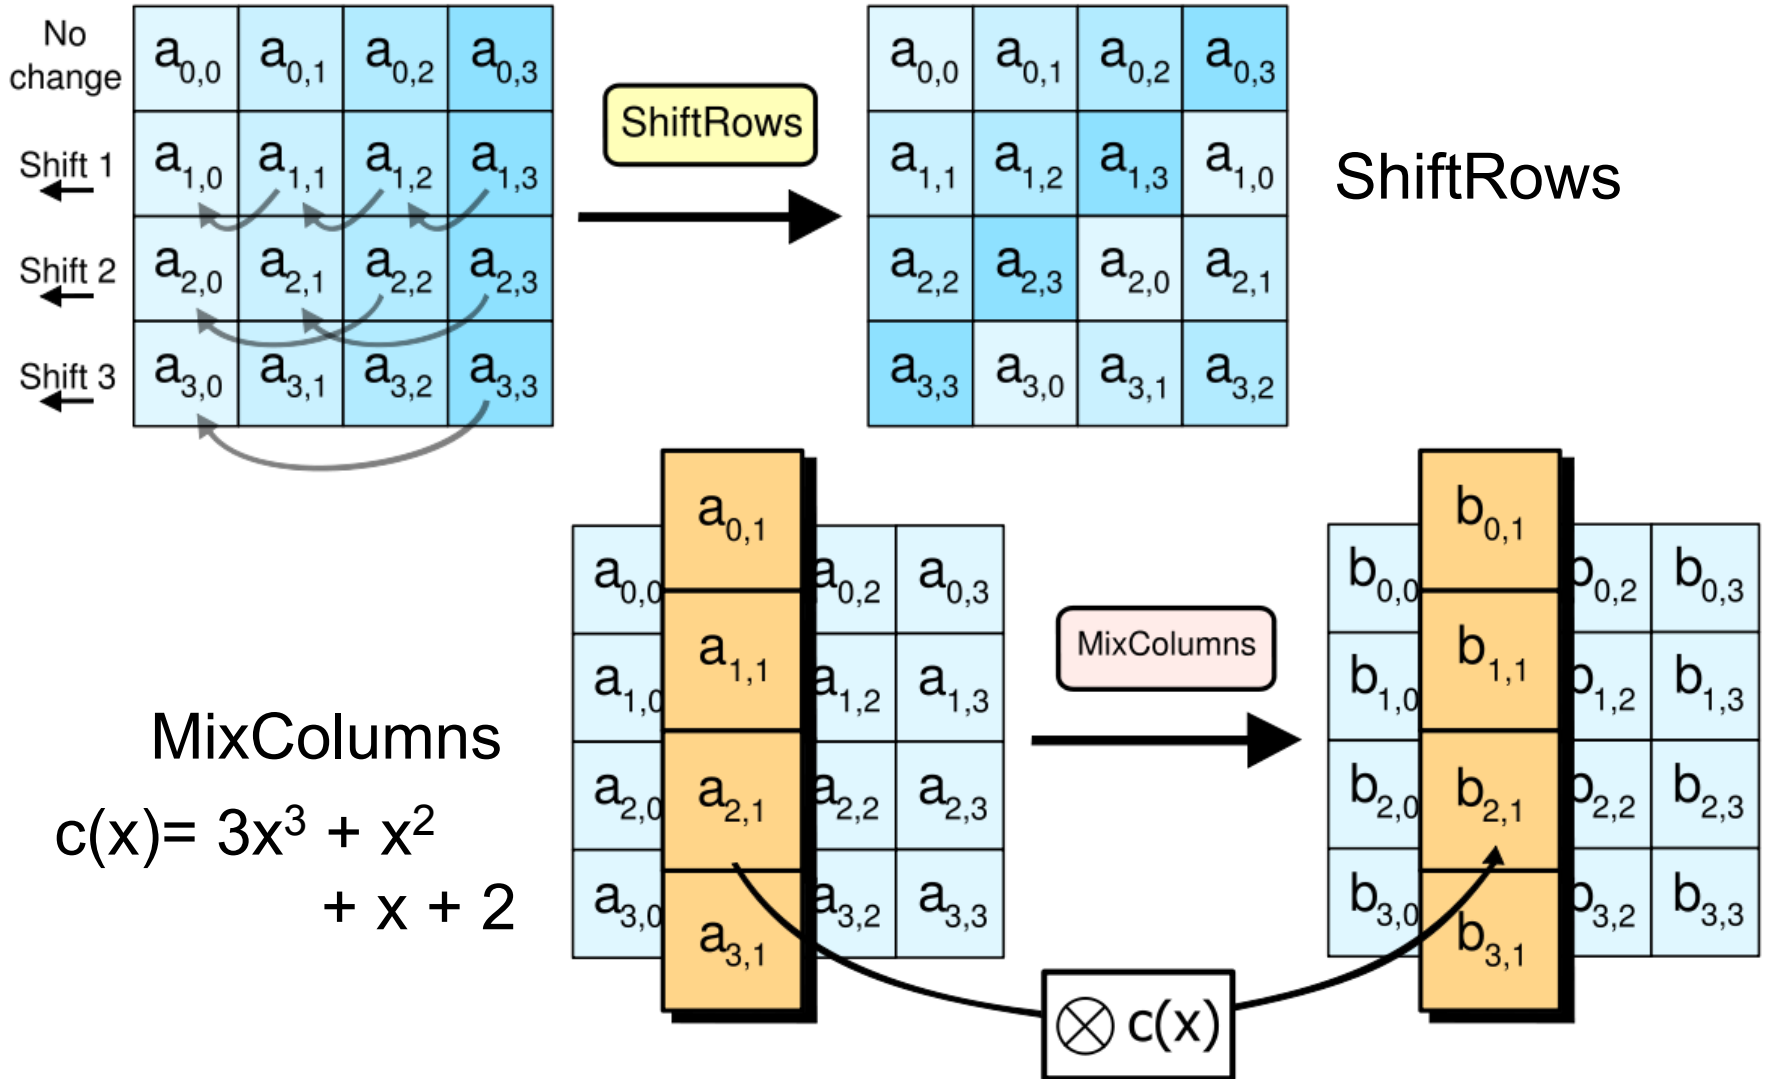 No
change
a0,0 a0,1 a0,2 a0,3
Shift 1
a1,0 a1,1 a1,2 a1,3
Shift 2
a2,0 a2,1 a2,2 a2,3
Shift 3
a3,0 a3,1 a3,2 a3,3
ShiftRows
a0,0 a0,1 a0,2 a0,3
a1,1 a1,2 a1,3 a1,0
a2,2 a2,3 a2,0 a2,1
a3,3 a3,0 a3,1 a3,2
ShiftRows
MixColumns
c(x)= 3x³ + x²
+ x + 2
a0,1
a0,0 a0,2 a0,3
a1,1
a1,0 a1,2 a1,3
a2,1
a2,0 a2,2 a2,3
a3,1
a3,0 a3,2 a3,3
MixColumns
b0,1
b0,0 b0,2 b0,3
b1,1
b1,0 b1,2 b1,3
b2,1
b2,0 b2,2 b2,3
b3,1
b3,0 b3,2 b3,3
⊗ c(x)